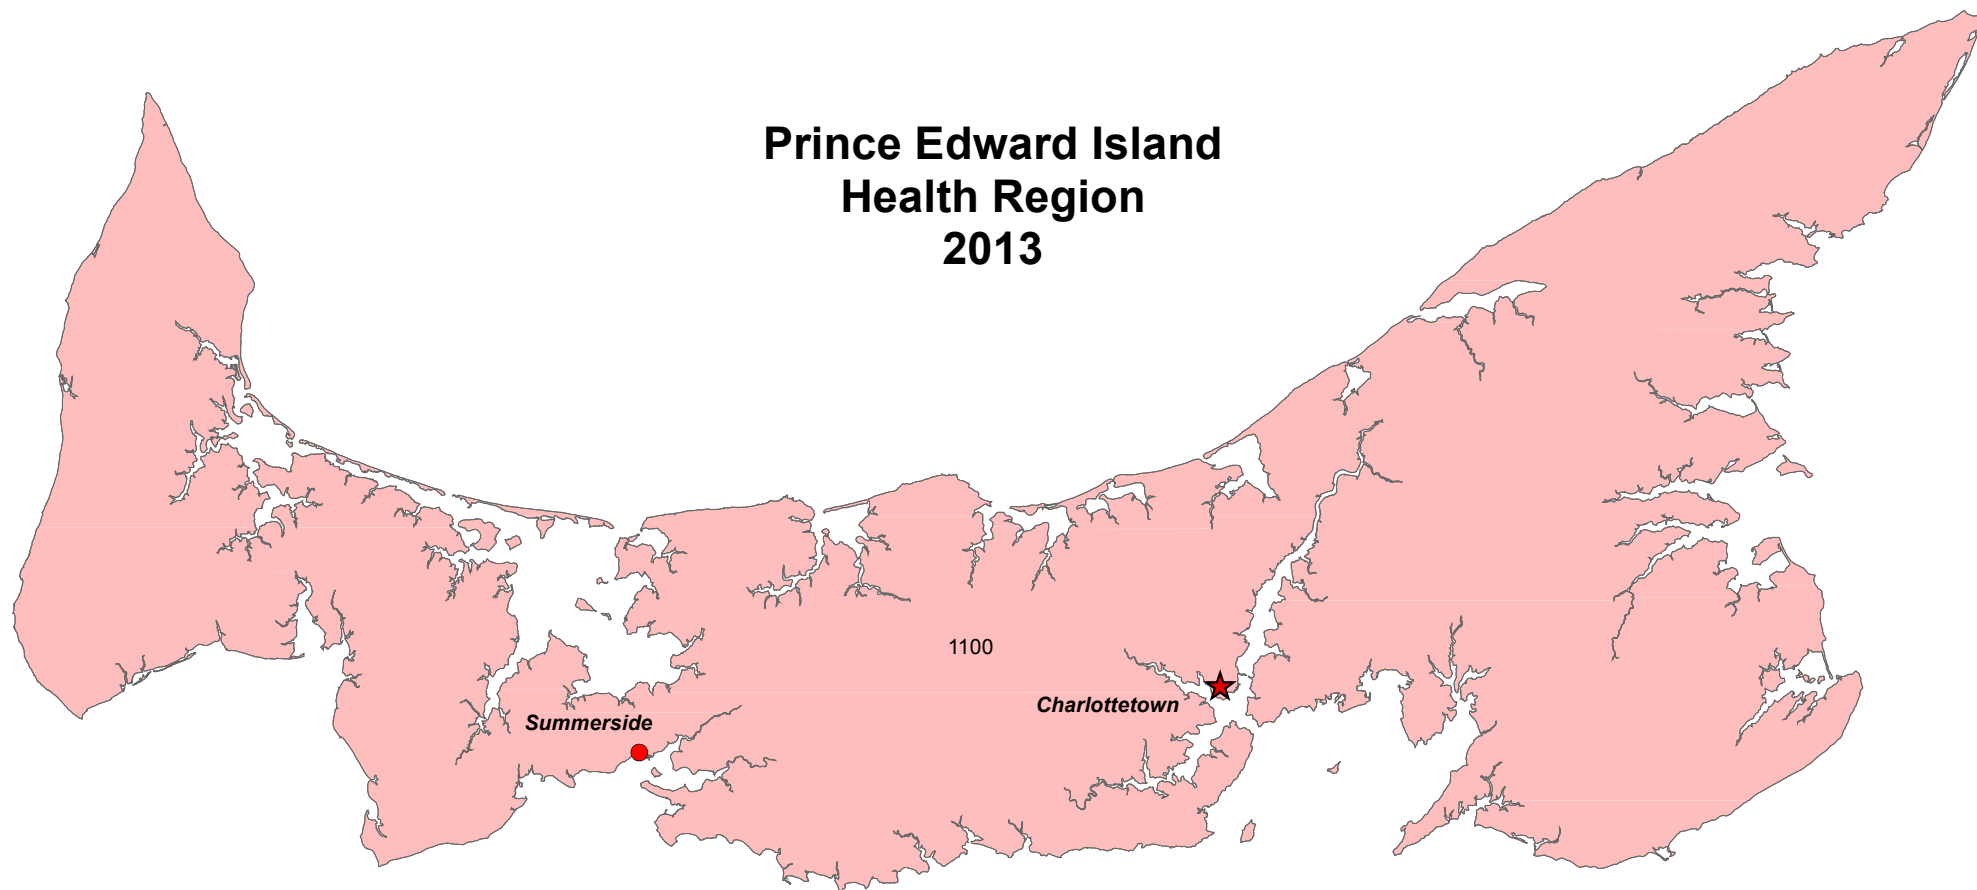 Prince Edward Island
Health Region
2013
1100
Charlottetown
Summerside